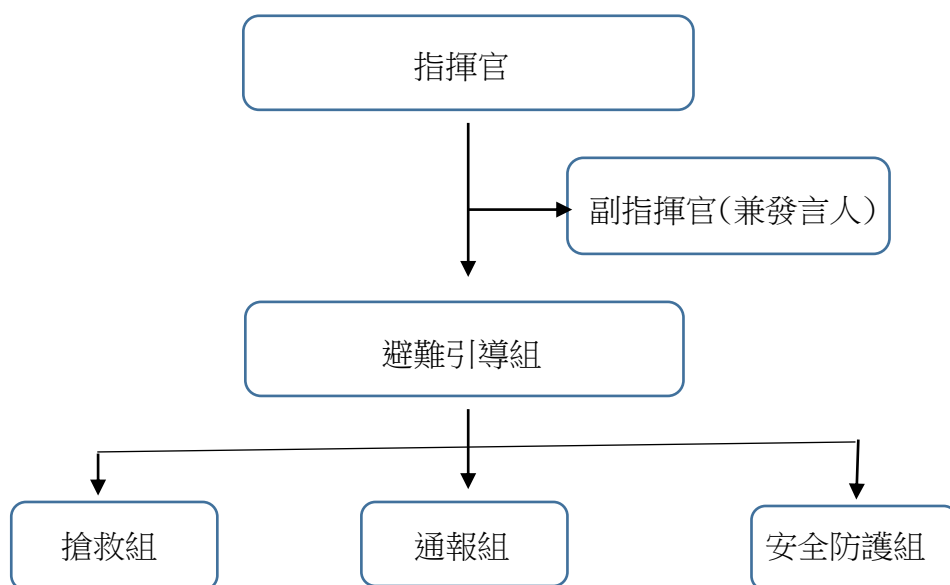 指揮官
副指揮官(兼發言人)
避難引導組
搶救組
通報組
安全防護組